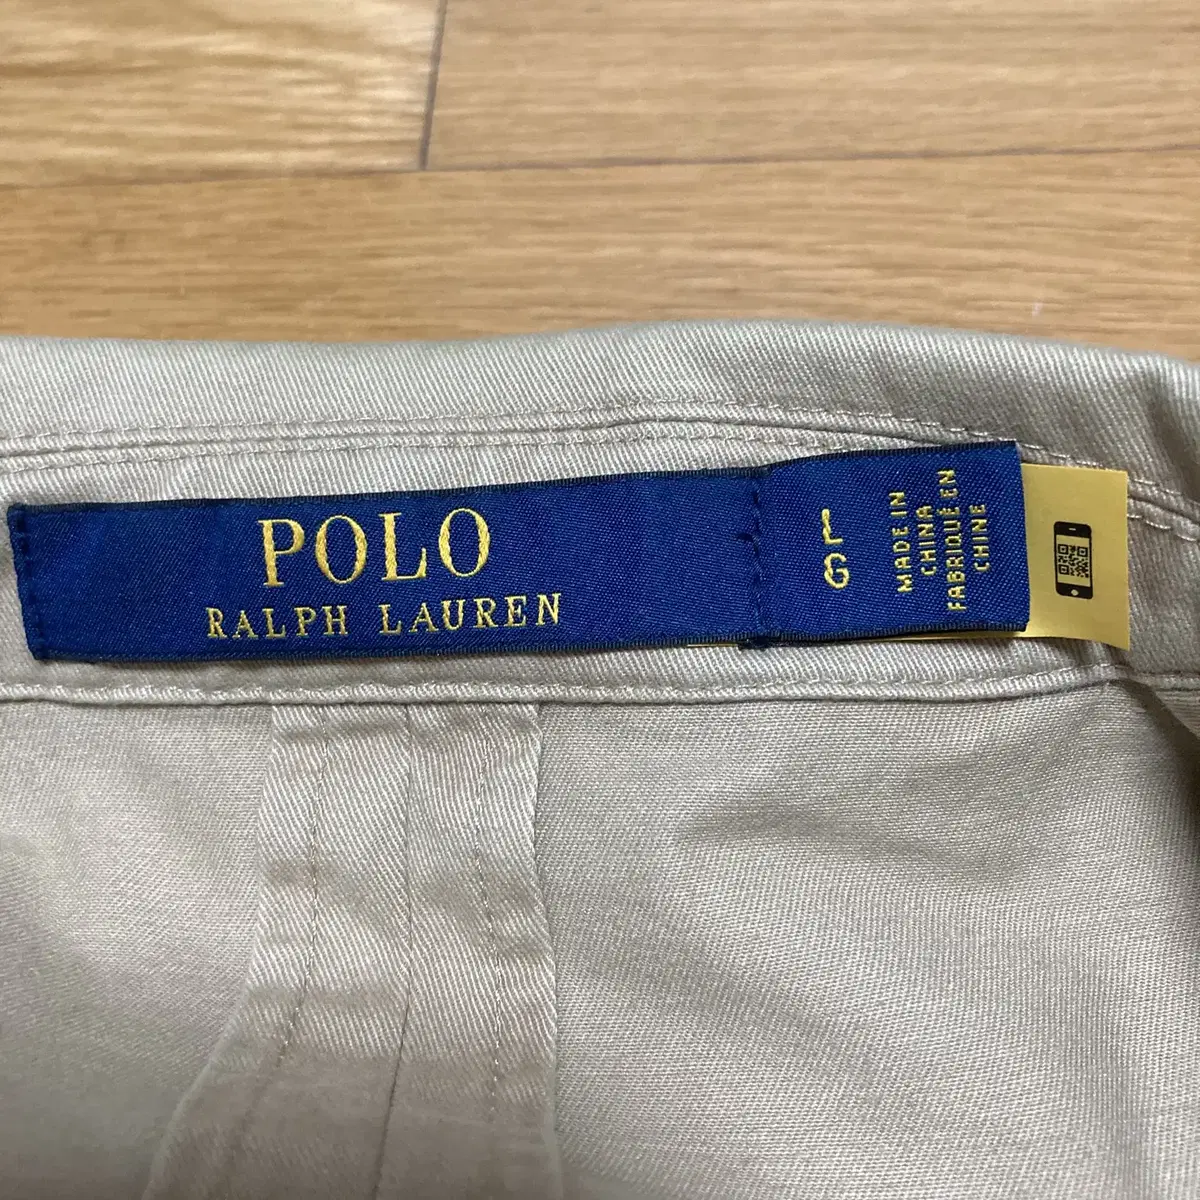 POLO
RALPH LAUREN
L
G
MADE IN
CHINA
FABRIQUÉ EN
CHINE